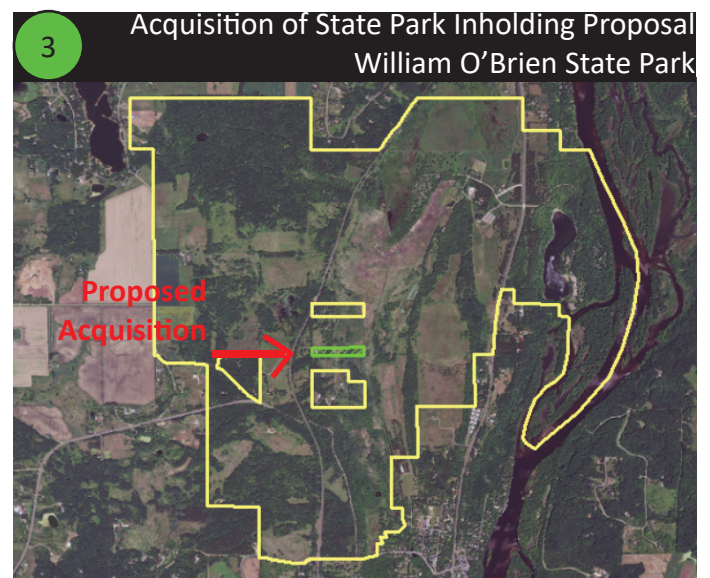 3
Acquisition of State Park Inholding Proposal
William O’Brien State Park
Proposed
Acquisition